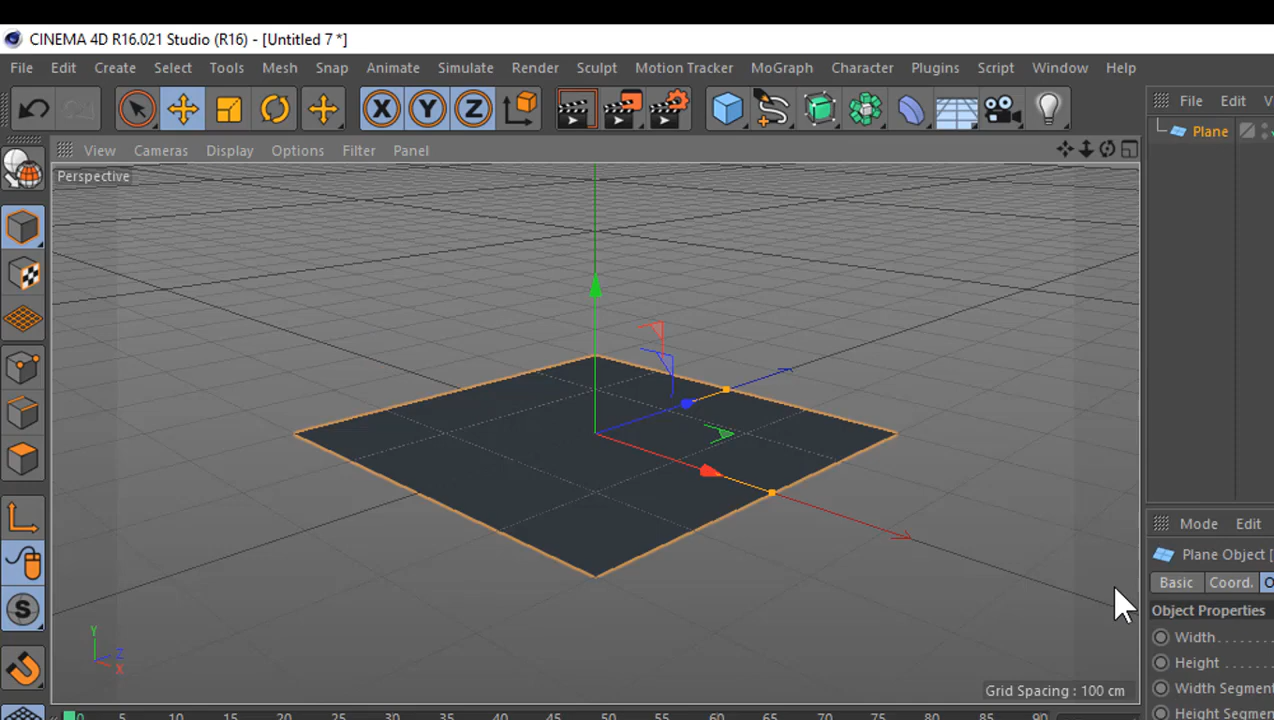 CINEMA 4D R16.021 Studio (R16) - [Untitled 7 *]
File Edit Create Select Tools Mesh Snap Animate Simulate Render Sculpt Motion Tracker MoGraph Character Plugins Script Window Help
X Y Z
File Edit V
View Cameras Display Options Filter Panel
Plane
Perspective
Mode Edit
Plane Object [
Basic Coord. O
Object Properties
Width
Height
Width Segment
Height Segme
S
Y
Z
X
Grid Spacing : 100 cm
0 5 10 15 20 25 30 35 40 45 50 55 60 65 70 75 80 85 90